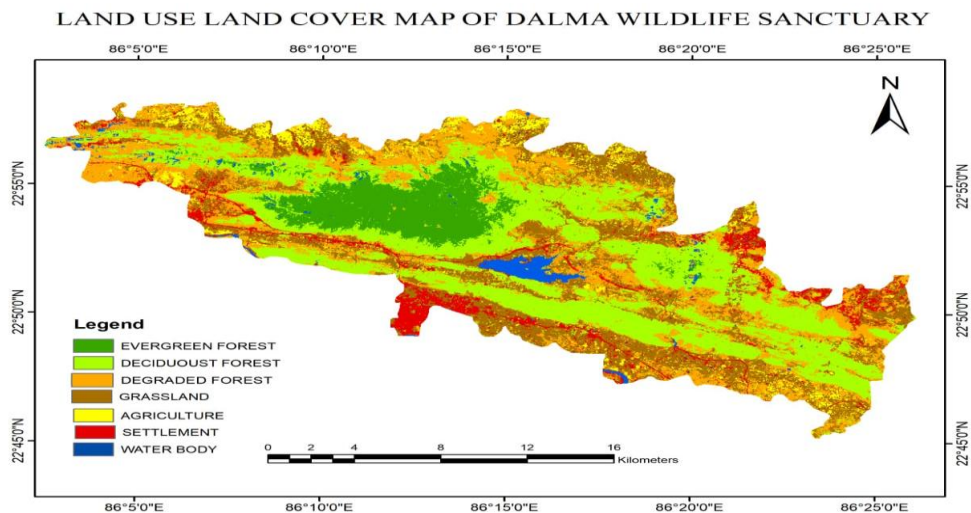 LAND USE LAND COVER MAP OF DALMA WILDLIFE SANCTUARY
86°5'0"E 86°10'0"E 86°15'0"E 86°20'0"E 86°25'0"E
N
22°55'0"N 22°55'0"N
22°50'0"N 22°50'0"N
Legend
EVERGREEN FOREST
DECIDUOUST FOREST
DEGRADED FOREST
GRASSLAND
AGRICULTURE
SETTLEMENT
WATER BODY
22°45'0"N 22°45'0"N
0 2 4 8 12 16
Kilometers
86°5'0"E 86°10'0"E 86°15'0"E 86°20'0"E 86°25'0"E